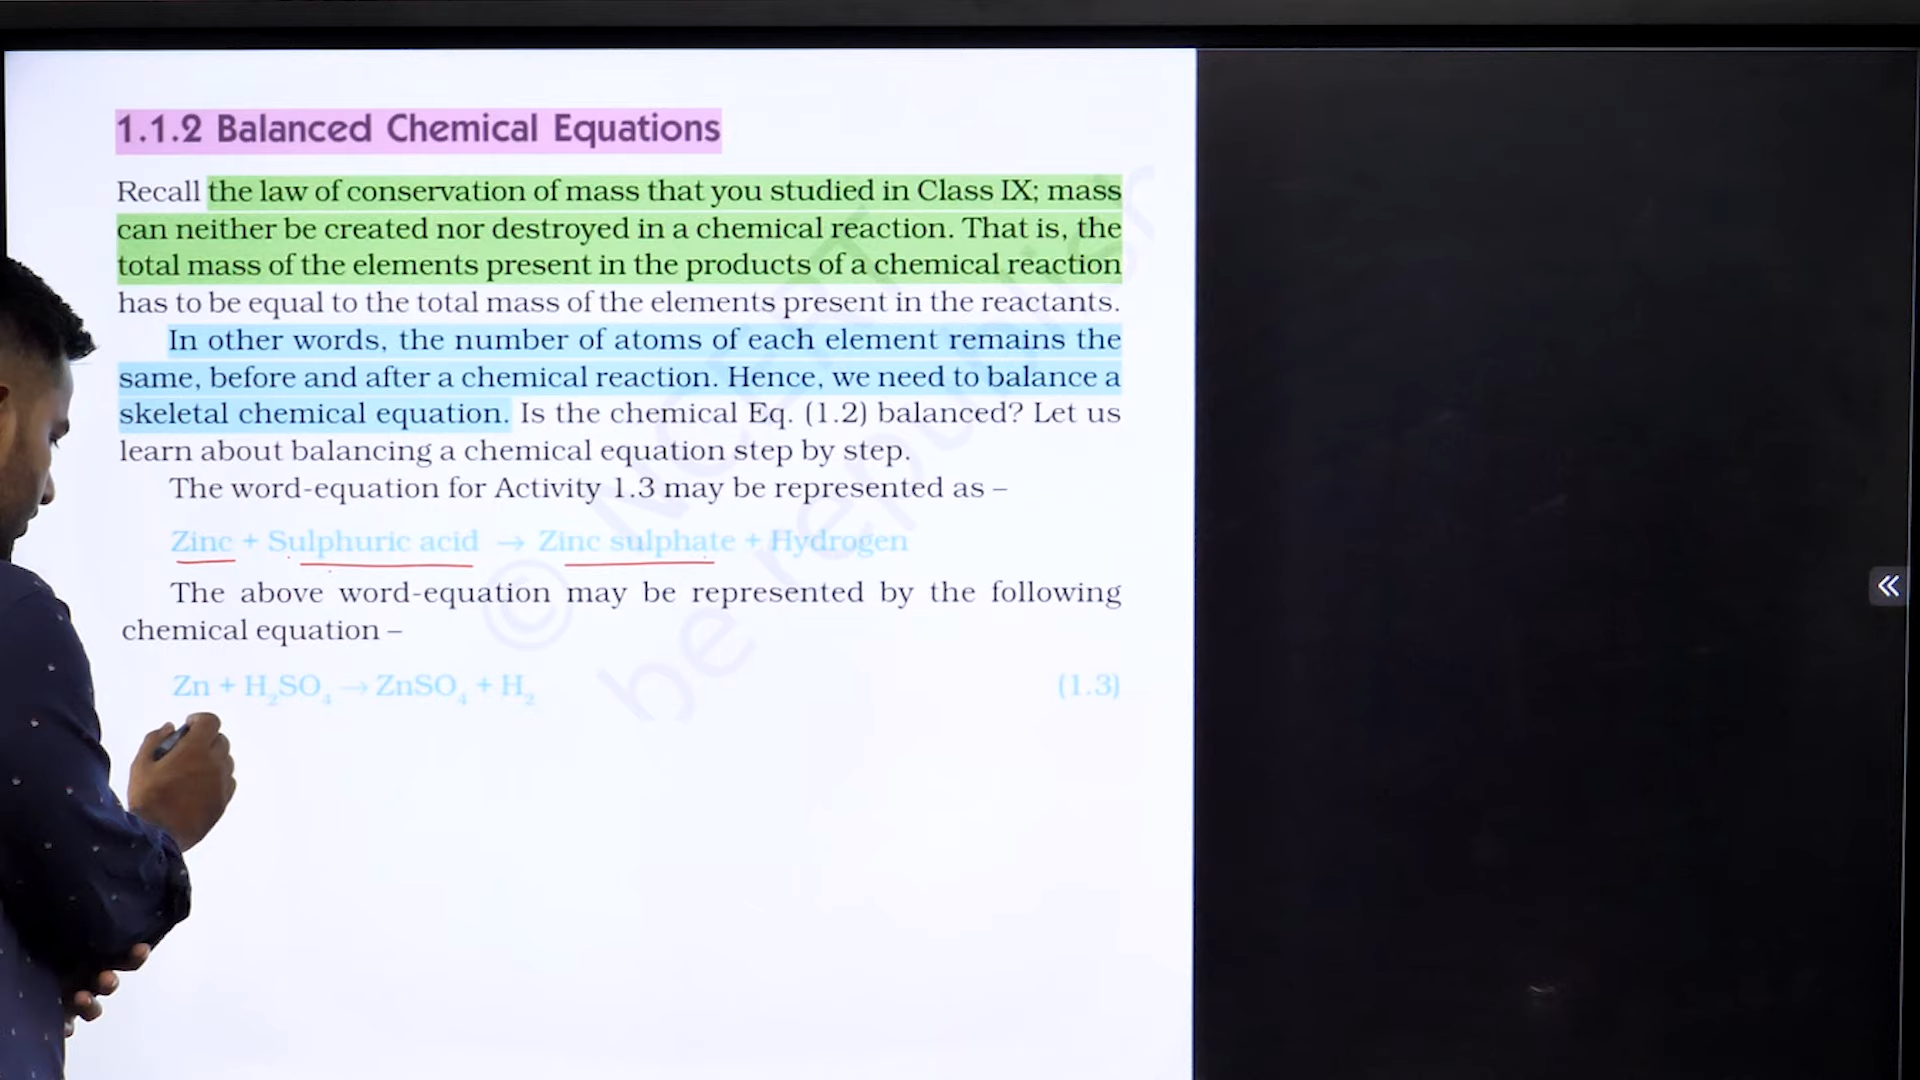 1.1.2 Balanced Chemical Equations
Recall the law of conservation of mass that you studied in Class IX; mass
can neither be created nor destroyed in a chemical reaction. That is, the
total mass of the elements present in the products of a chemical reaction
has to be equal to the total mass of the elements present in the reactants.
In other words, the number of atoms of each element remains the
same, before and after a chemical reaction. Hence, we need to balance a
skeletal chemical equation. Is the chemical Eq. (1.2) balanced? Let us
learn about balancing a chemical equation step by step.
The word-equation for Activity 1.3 may be represented as –
Zinc + Sulphuric acid → Zinc sulphate + Hydrogen
The above word-equation may be represented by the following
chemical equation –
Zn + H₂SO₄ → ZnSO₄ + H₂ (1.3)